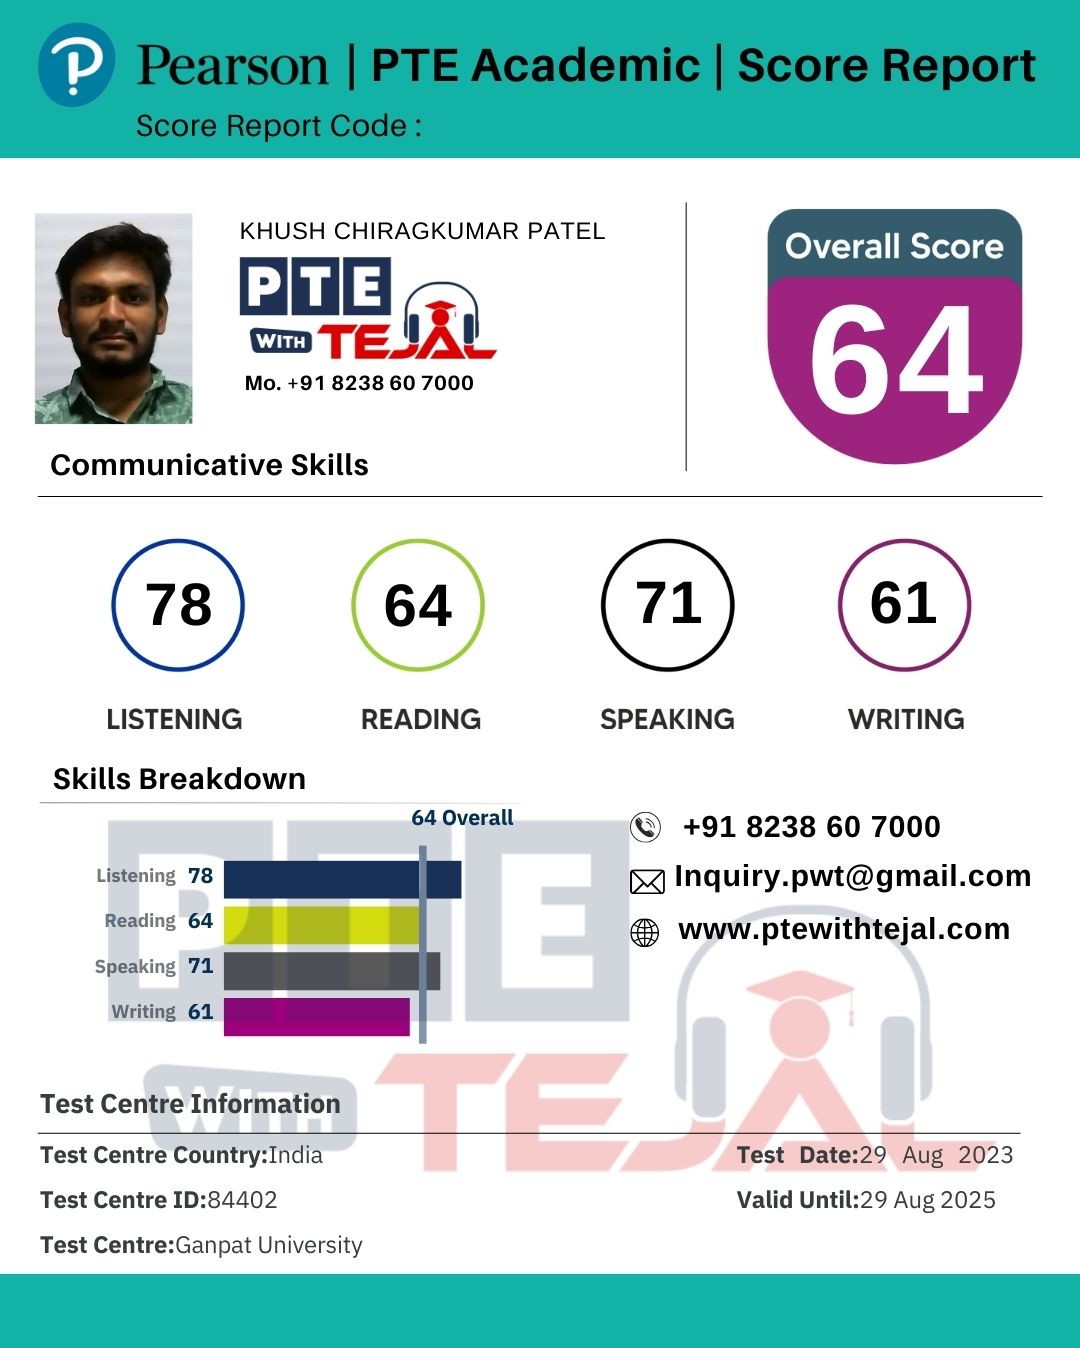 Pearson | PTE Academic | Score Report
Score Report Code :
KHUSH CHIRAGKUMAR PATEL
PTE
WITH TEJAL
Mo. +91 8238 60 7000
Overall Score
64
Communicative Skills
78 64 71 61
LISTENING READING SPEAKING WRITING
Skills Breakdown
64 Overall
Listening 78
Reading 64
Speaking 71
Writing 61
+91 8238 60 7000
Inquiry.pwt@gmail.com
www.ptewithtejal.com
PTE
WITH TEJAL
Test Centre Information
Test Centre Country:India
Test Date:29 Aug 2023
Test Centre ID:84402
Valid Until:29 Aug 2025
Test Centre:Ganpat University